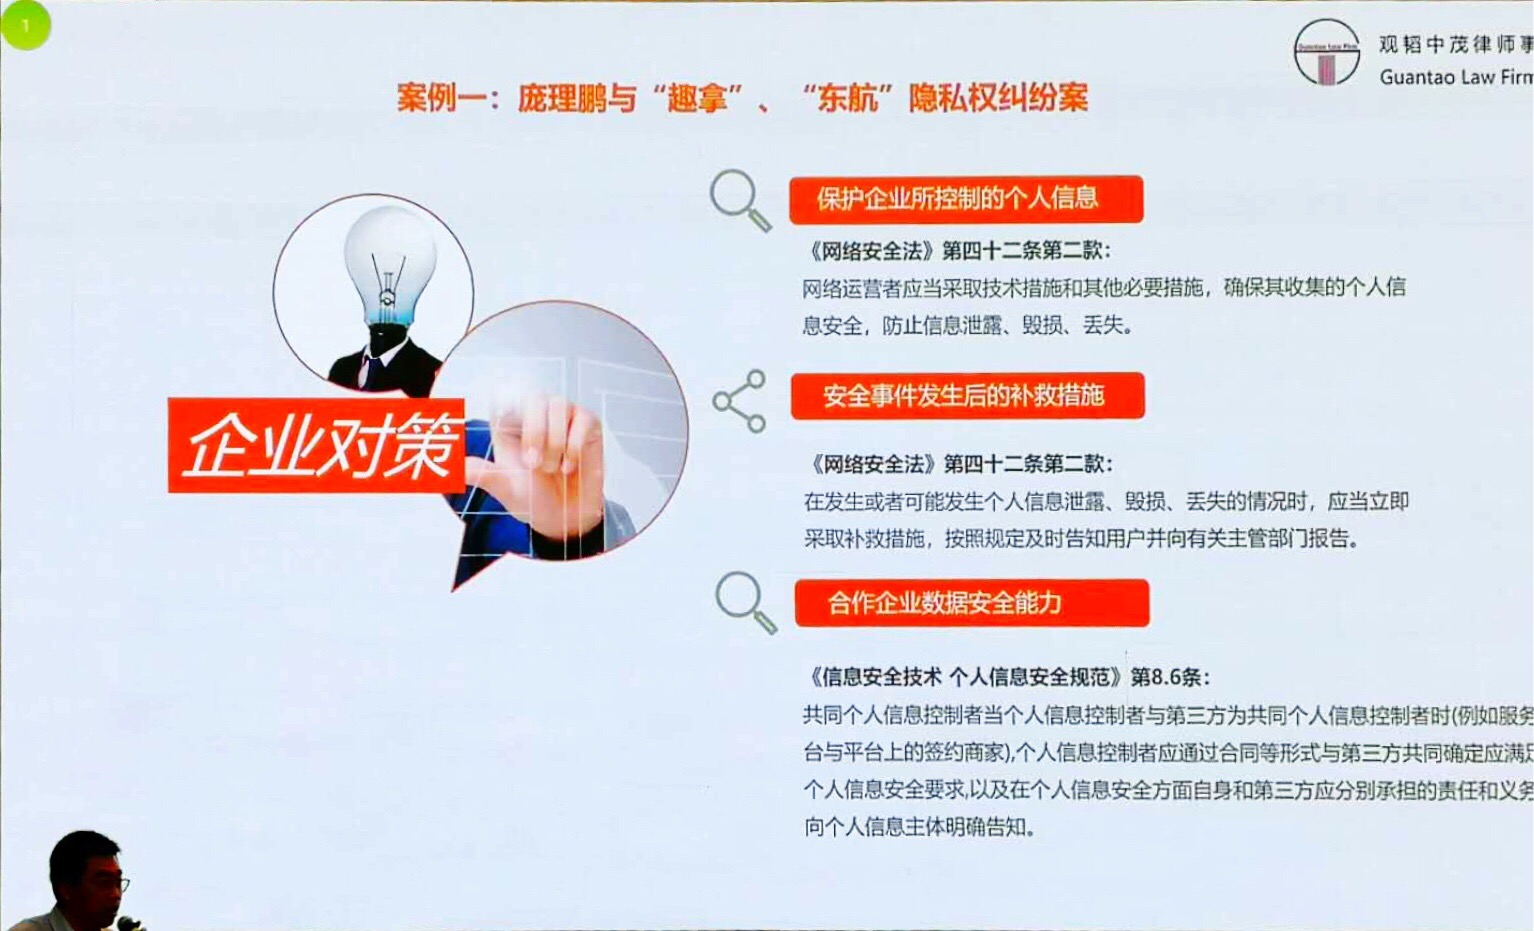 1
观韬中茂律师事
Guantao Law Firm
Guantao Law Firm
案例一：庞理鹏与“趣拿”、“东航”隐私权纠纷案
保护企业所控制的个人信息
《网络安全法》第四十二条第二款：
网络运营者应当采取技术措施和其他必要措施，确保其收集的个人信
息安全，防止信息泄露、毁损、丢失。
企业对策
安全事件发生后的补救措施
《网络安全法》第四十二条第二款：
在发生或者可能发生个人信息泄露、毁损、丢失的情况时，应当立即
采取补救措施，按照规定及时告知用户并向有关主管部门报告。
合作企业数据安全能力
《信息安全技术 个人信息安全规范》第8.6条：
共同个人信息控制者当个人信息控制者与第三方为共同个人信息控制者时(例如服务
台与平台上的签约商家),个人信息控制者应通过合同等形式与第三方共同确定应满足
个人信息安全要求,以及在个人信息安全方面自身和第三方应分别承担的责任和义务
向个人信息主体明确告知。